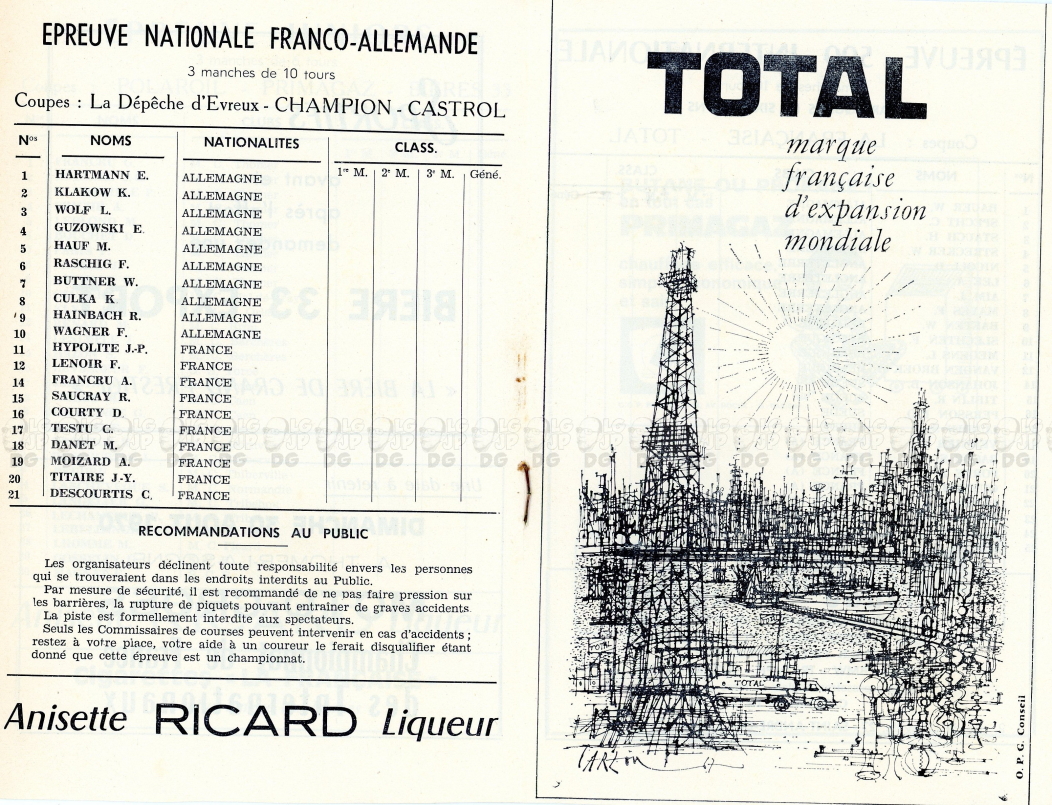 EPREUVE NATIONALE FRANCO-ALLEMANDE
3 manches de 10 tours
Coupes : La Dépêche d'Evreux - CHAMPION - CASTROL
Nos NOMS NATIONALITES CLASS.
1re M. 2e M. 3e M. Géné.
1 HARTMANN E. ALLEMAGNE
2 KLAKOW K. ALLEMAGNE
3 WOLF L. ALLEMAGNE
4 GUZOWSKI E. ALLEMAGNE
5 HAUF M. ALLEMAGNE
6 RASCHIG F. ALLEMAGNE
7 BUTTNER W. ALLEMAGNE
8 CULKA K ALLEMAGNE
9 HAINBACH R. ALLEMAGNE
10 WAGNER F. ALLEMAGNE
11 HYPOLITE J.-P. FRANCE
12 LENOIR F. FRANCE
14 FRANCRU A. FRANCE
15 SAUCRAY R. FRANCE
16 COURTY D. FRANCE
17 TESTU C. FRANCE
18 DANET M. FRANCE
19 MOIZARD A. FRANCE
20 TITAIRE J-Y. FRANCE
21 DESCOURTIS C. FRANCE
RECOMMANDATIONS AU PUBLIC
Les organisateurs déclinent toute responsabilité envers les personnes
qui se trouveraient dans les endroits interdits au Public.
Par mesure de sécurité, il est recommandé de ne pas faire pression sur
les barrières, la rupture de piquets pouvant entraîner de graves accidents.
La piste est formellement interdite aux spectateurs.
Seuls les Commissaires de courses peuvent intervenir en cas d'accidents ;
restez à votre place, votre aide à un coureur le ferait disqualifier étant
donné que cette épreuve est un championnat.
Anisette RICARD Liqueur
TOTAL
marque
française
d'expansion
mondiale
TOTAL
TOTAL
CARZOU
O. P. G. Conseil